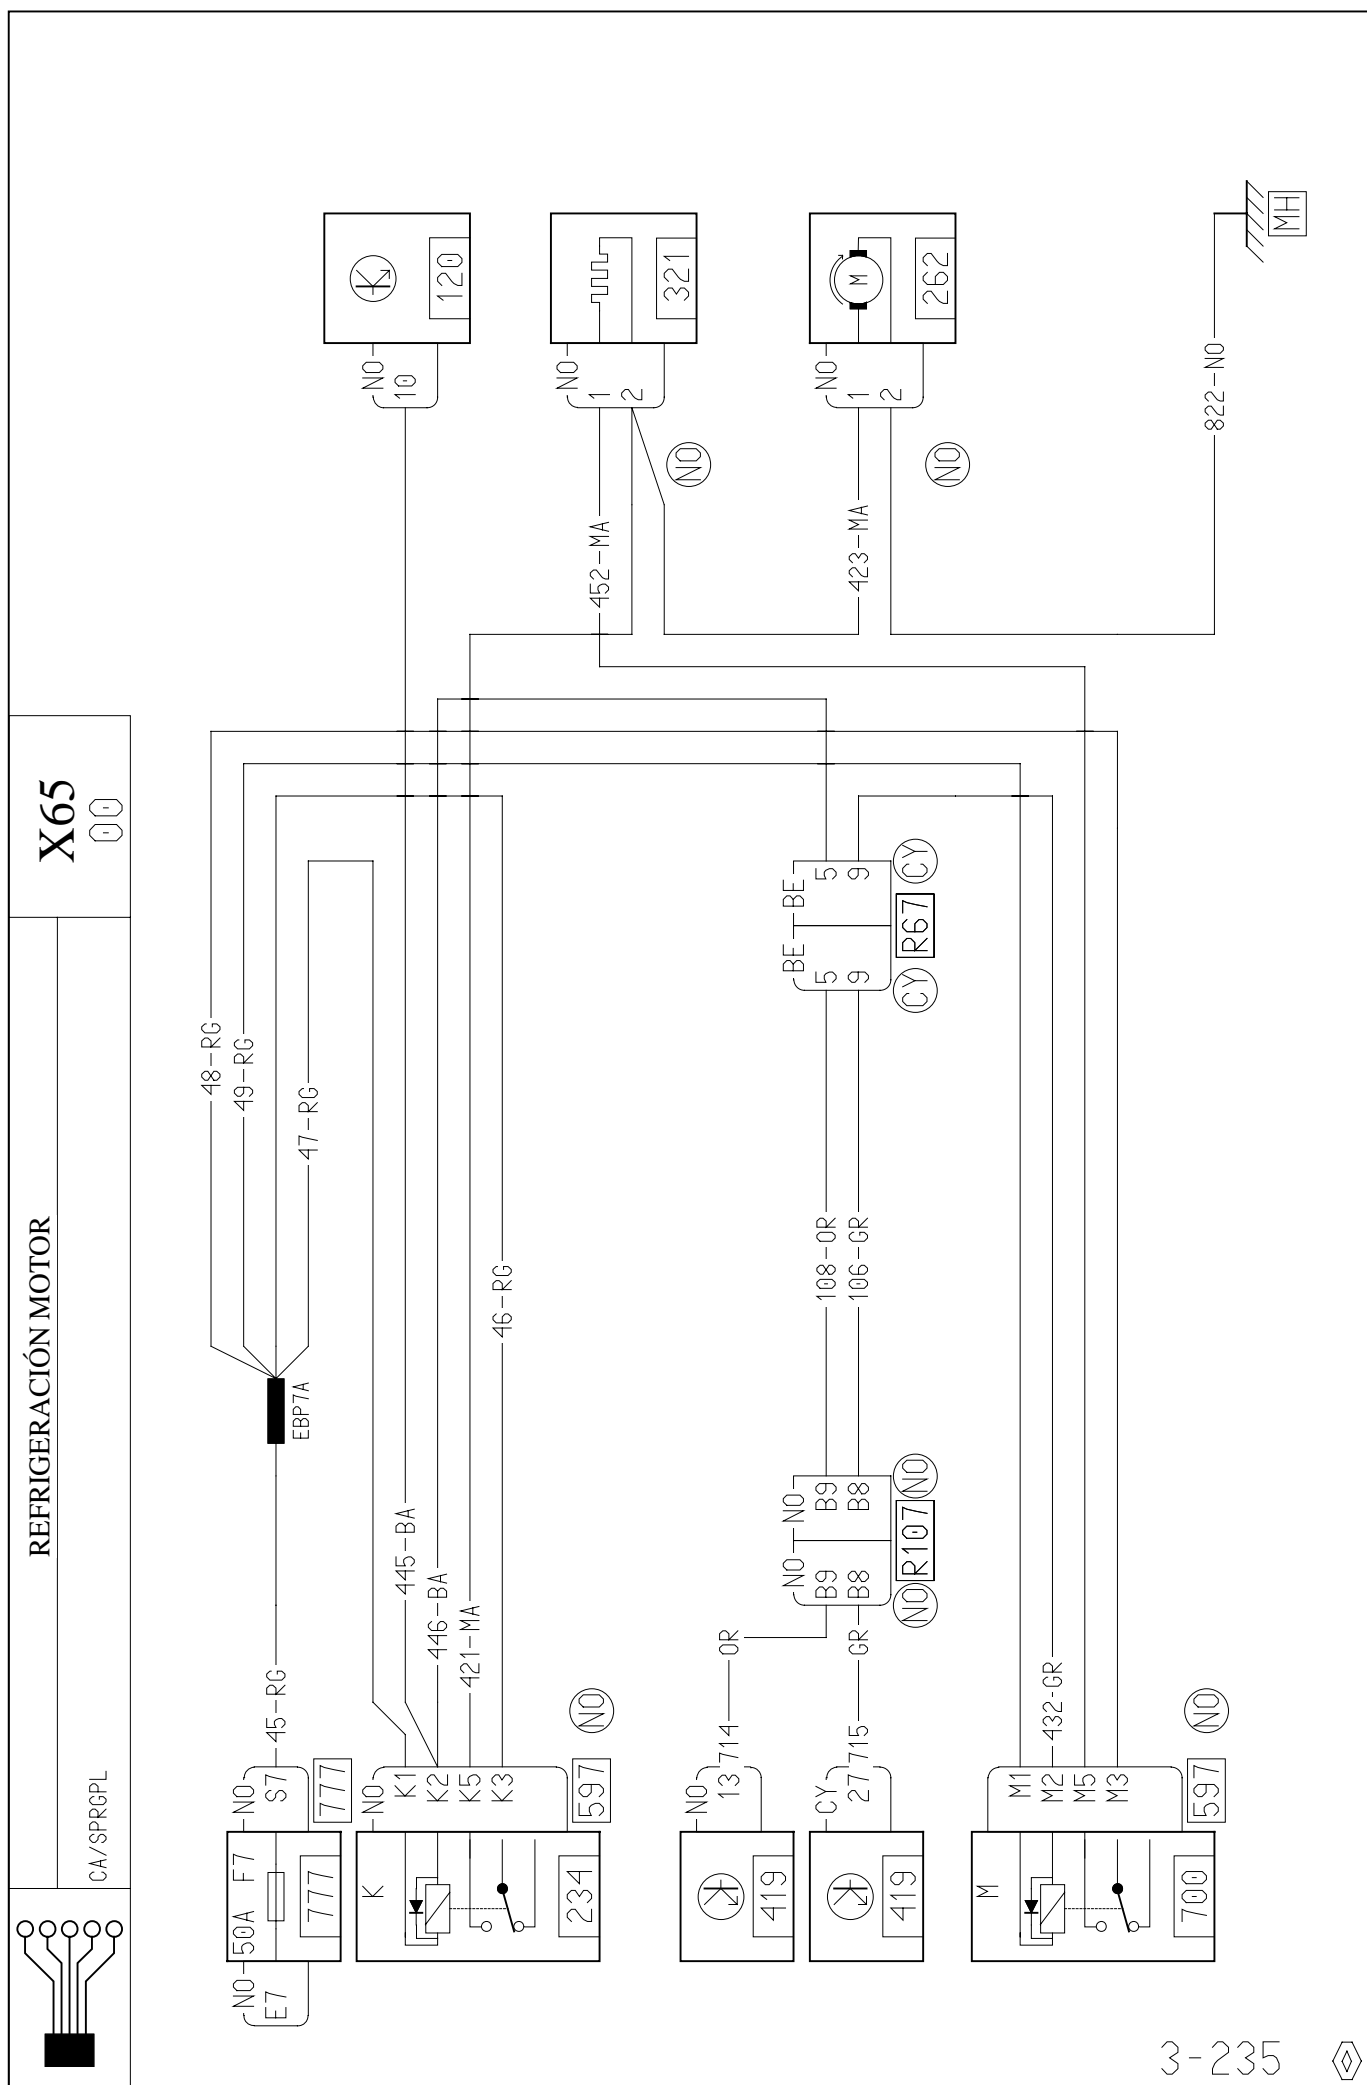 REFRIGERACIÓN MOTOR
X65
00
CA/SPRGPL
NO
E7
50A F7
777
NO
S7
777
45-RG
EBP7A
48-RG
49-RG
47-RG
K
234
NO
K1
K2
K5
K3
597
NO
445-BA
446-BA
421-MA
46-RG
NO
10
120
NO
1
2
321
NO
452-MA
NO
1
2
262
NO
423-MA
822-NO
MH
419
NO
13
714
OR
419
CY
27
715
GR
NO
B9
B8
NO
R107
NO
B9
B8
NO
108-OR
106-GR
BE
5
9
CY
R67
BE
5
9
CY
M
700
M1
M2
M5
M3
597
NO
432-GR
3-235
M